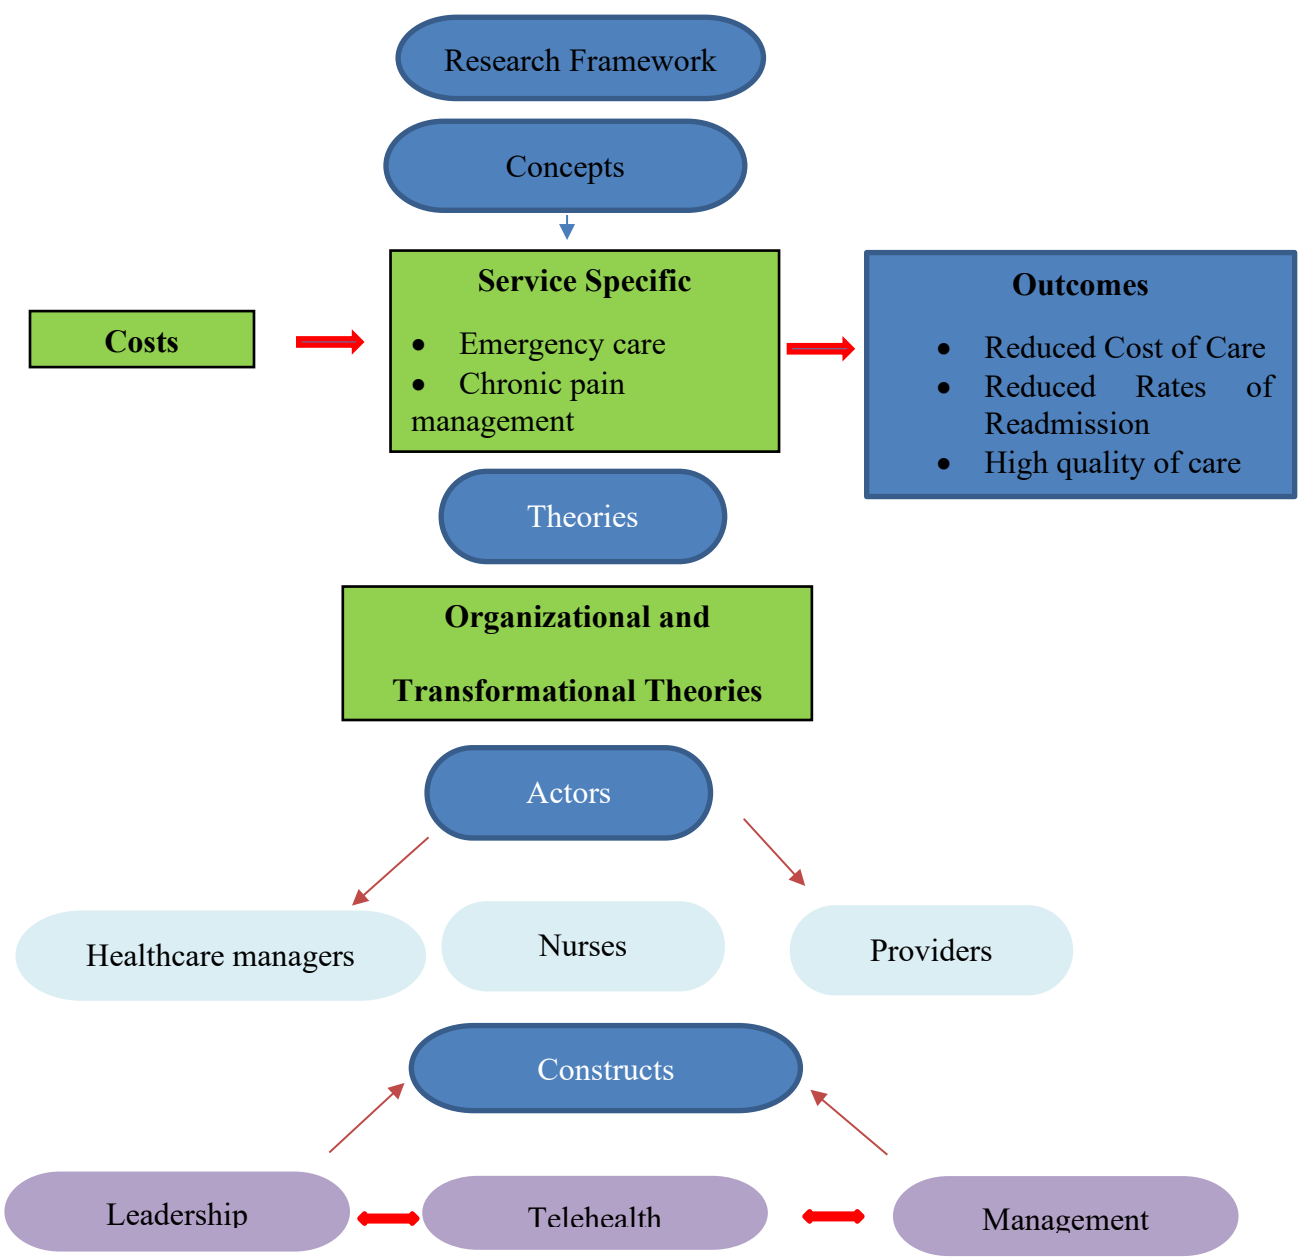 Research Framework
Concepts
Service Specific
Costs
• Emergency care
• Chronic pain
management
Outcomes
• Reduced Cost of Care
• Reduced Rates of
Readmission
• High quality of care
Theories
Organizational and
Transformational Theories
Actors
Healthcare managers
Nurses
Providers
Constructs
Leadership
Telehealth
Management